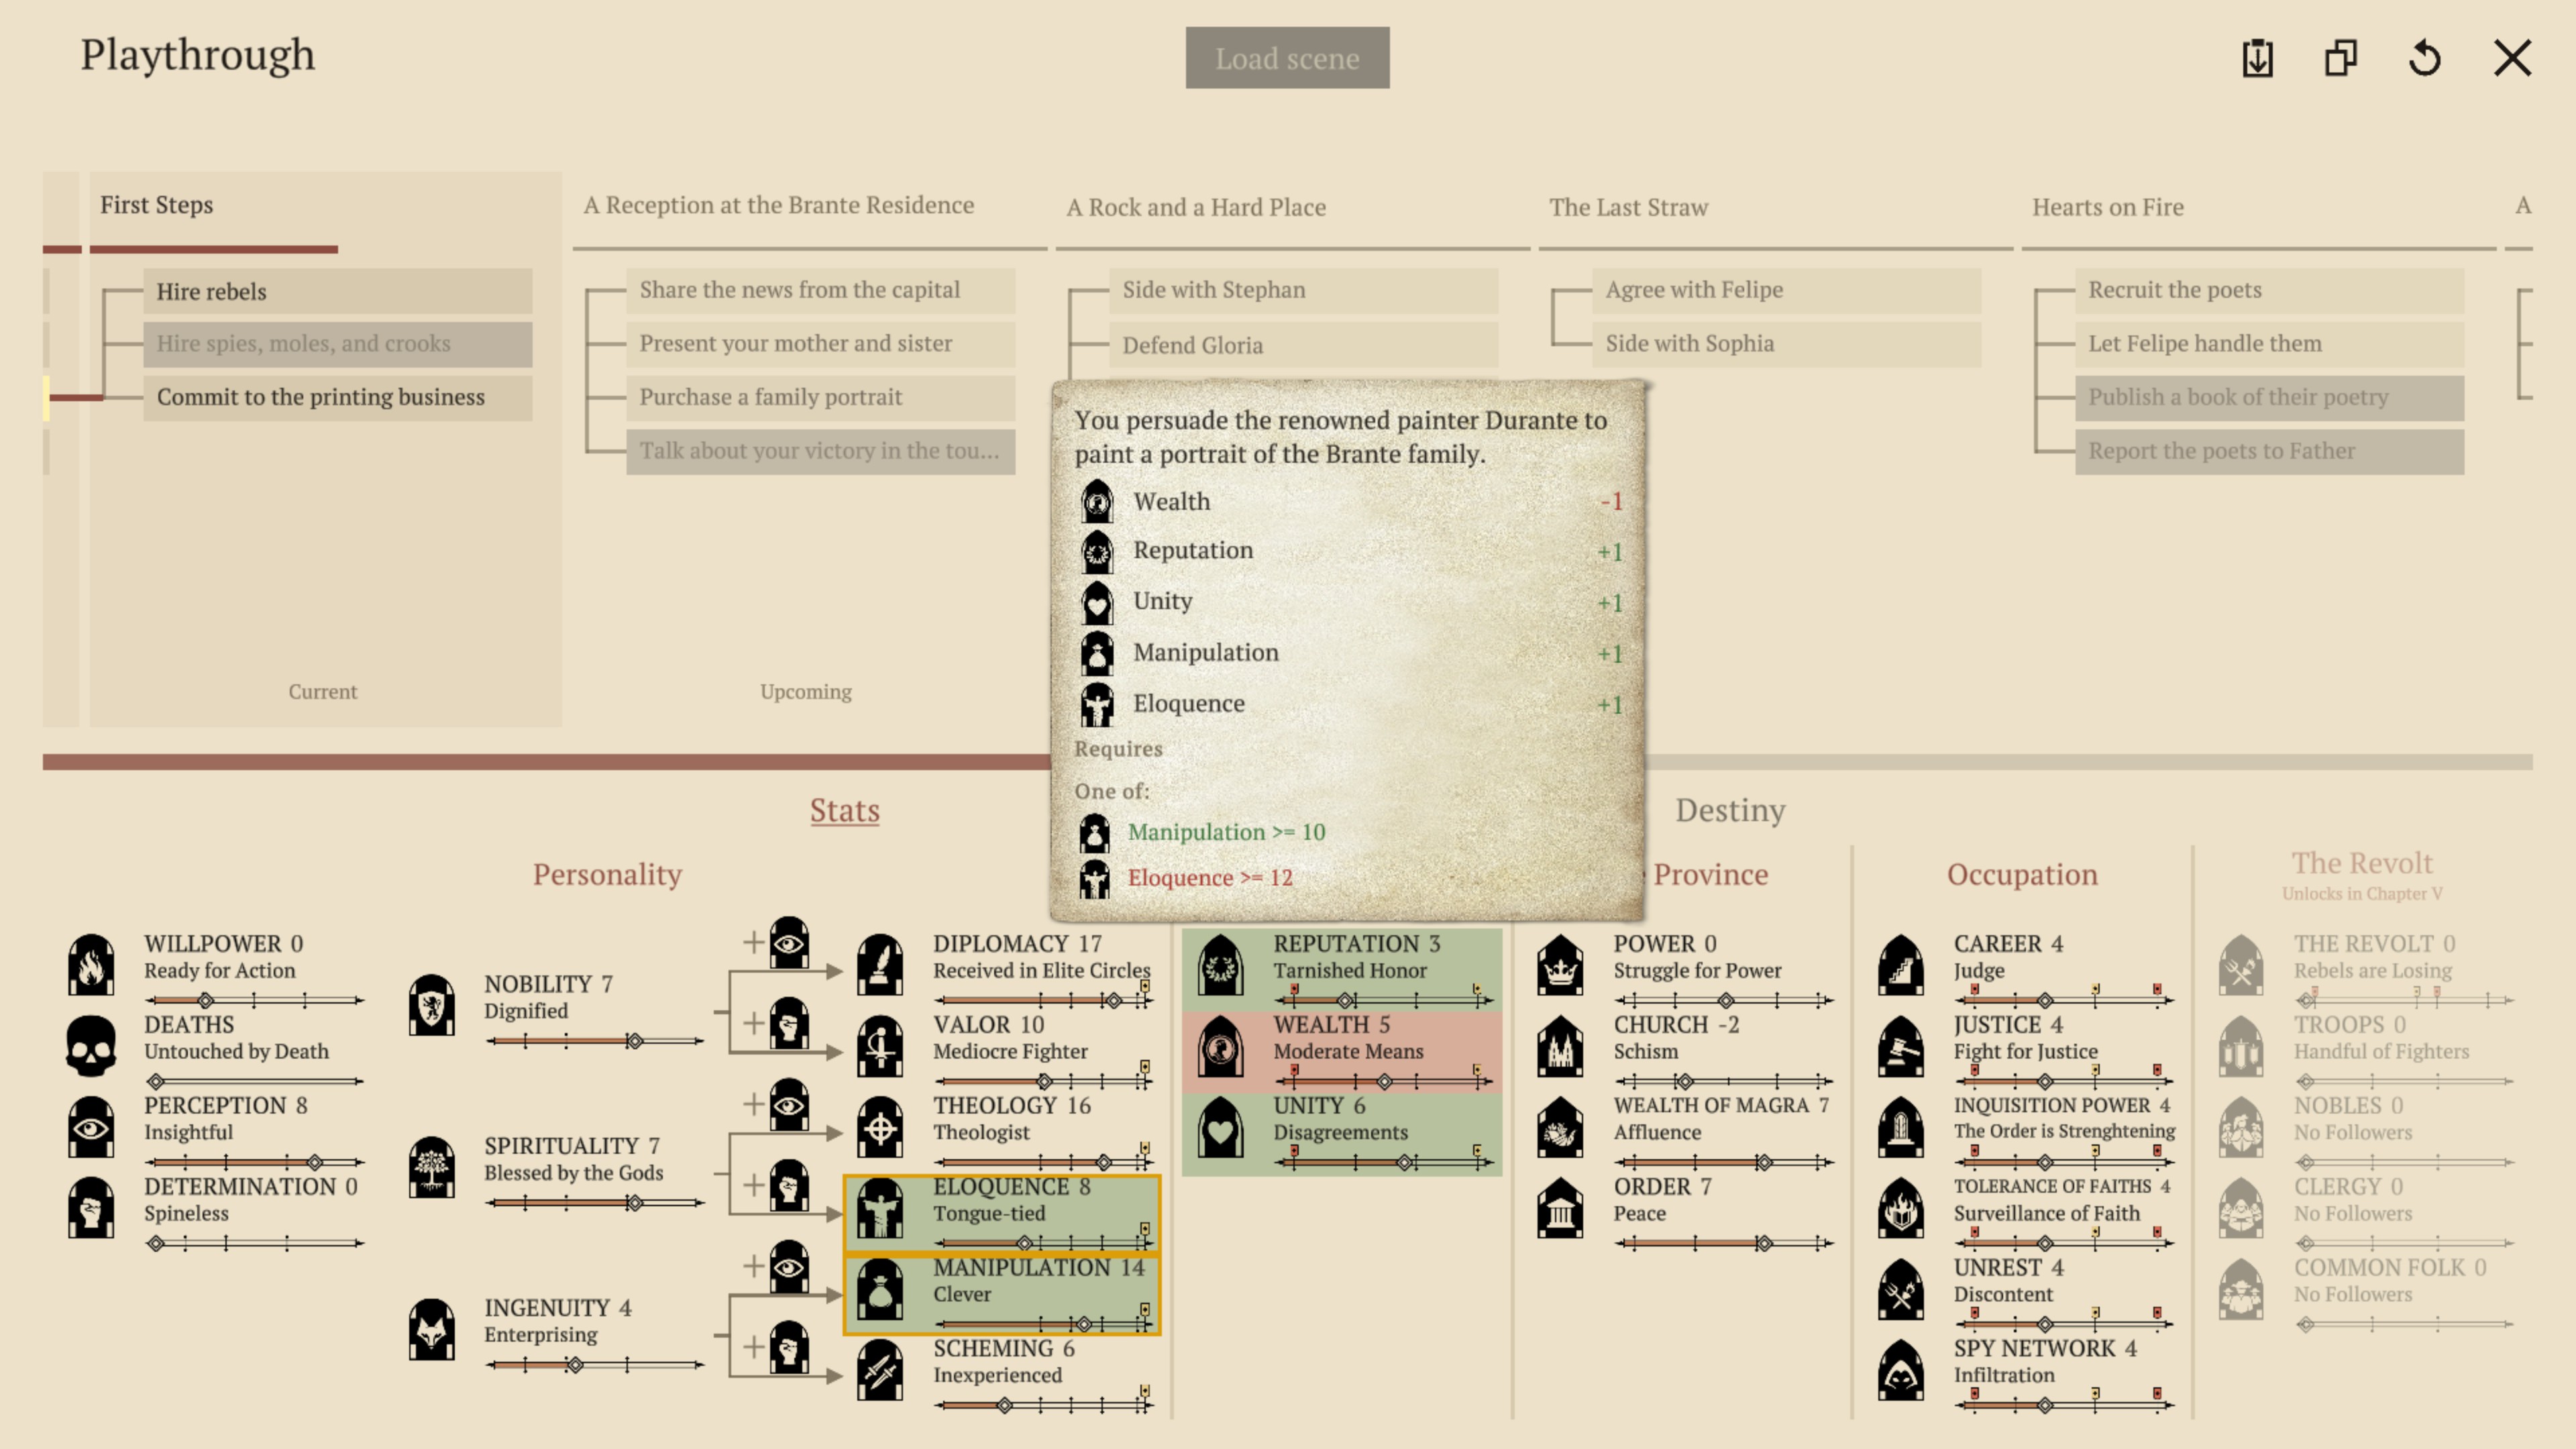 Playthrough
Load scene
First Steps
Hire rebels
Hire spies, moles, and crooks
Commit to the printing business
Current
A Reception at the Brante Residence
Share the news from the capital
Present your mother and sister
Purchase a family portrait
Talk about your victory in the tou...
Upcoming
A Rock and a Hard Place
Side with Stephan
Defend Gloria
The Last Straw
Agree with Felipe
Side with Sophia
Hearts on Fire
Recruit the poets
Let Felipe handle them
Publish a book of their poetry
Report the poets to Father
A
You persuade the renowned painter Durante to
paint a portrait of the Brante family.
Wealth -1
Reputation +1
Unity +1
Manipulation +1
Eloquence +1
Requires
One of:
Manipulation >= 10
Eloquence >= 12
Stats
Destiny
Personality
WILLPOWER 0
Ready for Action
DEATHS
Untouched by Death
PERCEPTION 8
Insightful
DETERMINATION 0
Spineless
NOBILITY 7
Dignified
SPIRITUALITY 7
Blessed by the Gods
INGENUITY 4
Enterprising
DIPLOMACY 17
Received in Elite Circles
VALOR 10
Mediocre Fighter
THEOLOGY 16
Theologist
ELOQUENCE 8
Tongue-tied
MANIPULATION 14
Clever
SCHEMING 6
Inexperienced
REPUTATION 3
Tarnished Honor
WEALTH 5
Moderate Means
UNITY 6
Disagreements
Province
POWER 0
Struggle for Power
CHURCH -2
Schism
WEALTH OF MAGRA 7
Affluence
ORDER 7
Peace
Occupation
CAREER 4
Judge
JUSTICE 4
Fight for Justice
INQUISITION POWER 4
The Order is Strenghtening
TOLERANCE OF FAITHS 4
Surveillance of Faith
UNREST 4
Discontent
SPY NETWORK 4
Infiltration
The Revolt
Unlocks in Chapter V
THE REVOLT 0
Rebels are Losing
TROOPS 0
Handful of Fighters
NOBLES 0
No Followers
CLERGY 0
No Followers
COMMON FOLK 0
No Followers